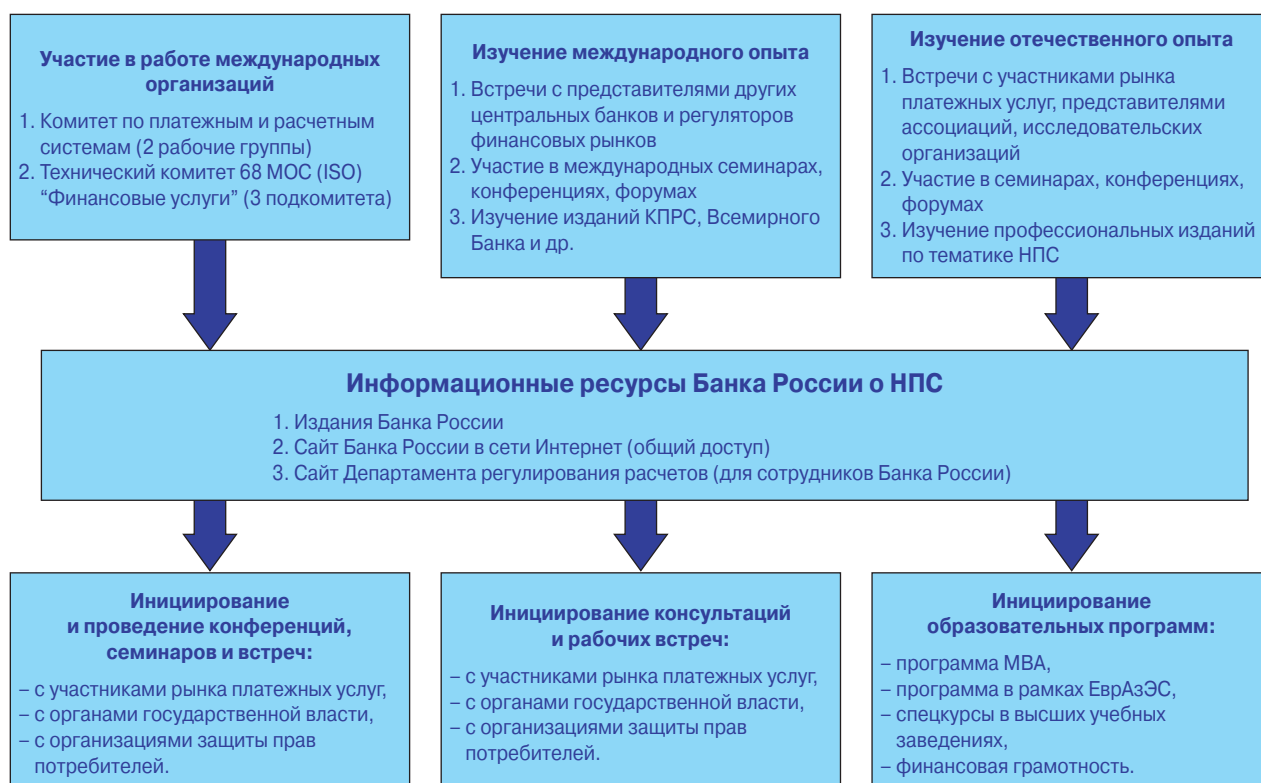 Участие в работе международных
организаций
1. Комитет по платежным и расчетным
системам (2 рабочие группы)
2. Технический комитет 68 МОС (ISO)
“Финансовые услуги” (3 подкомитета)
Изучение международного опыта
1. Встречи с представителями других
центральных банков и регуляторов
финансовых рынков
2. Участие в международных семинарах,
конференциях, форумах
3. Изучение изданий КПРС, Всемирного
Банка и др.
Изучение отечественного опыта
1. Встречи с участниками рынка
платежных услуг, представителями
ассоциаций, исследовательских
организаций
2. Участие в семинарах, конференциях,
форумах
3. Изучение профессиональных изданий
по тематике НПС
Информационные ресурсы Банка России о НПС
1. Издания Банка России
2. Сайт Банка России в сети Интернет (общий доступ)
3. Сайт Департамента регулирования расчетов (для сотрудников Банка России)
Инициирование
и проведение конференций,
семинаров и встреч:
– с участниками рынка платежных услуг,
– с органами государственной власти,
– с организациями защиты прав
потребителей.
Инициирование консультаций
и рабочих встреч:
– с участниками рынка платежных услуг,
– с органами государственной власти,
– с организациями защиты прав
потребителей.
Инициирование
образовательных программ:
– программа МВА,
– программа в рамках ЕврАзЭС,
– спецкурсы в высших учебных
заведениях,
– финансовая грамотность.